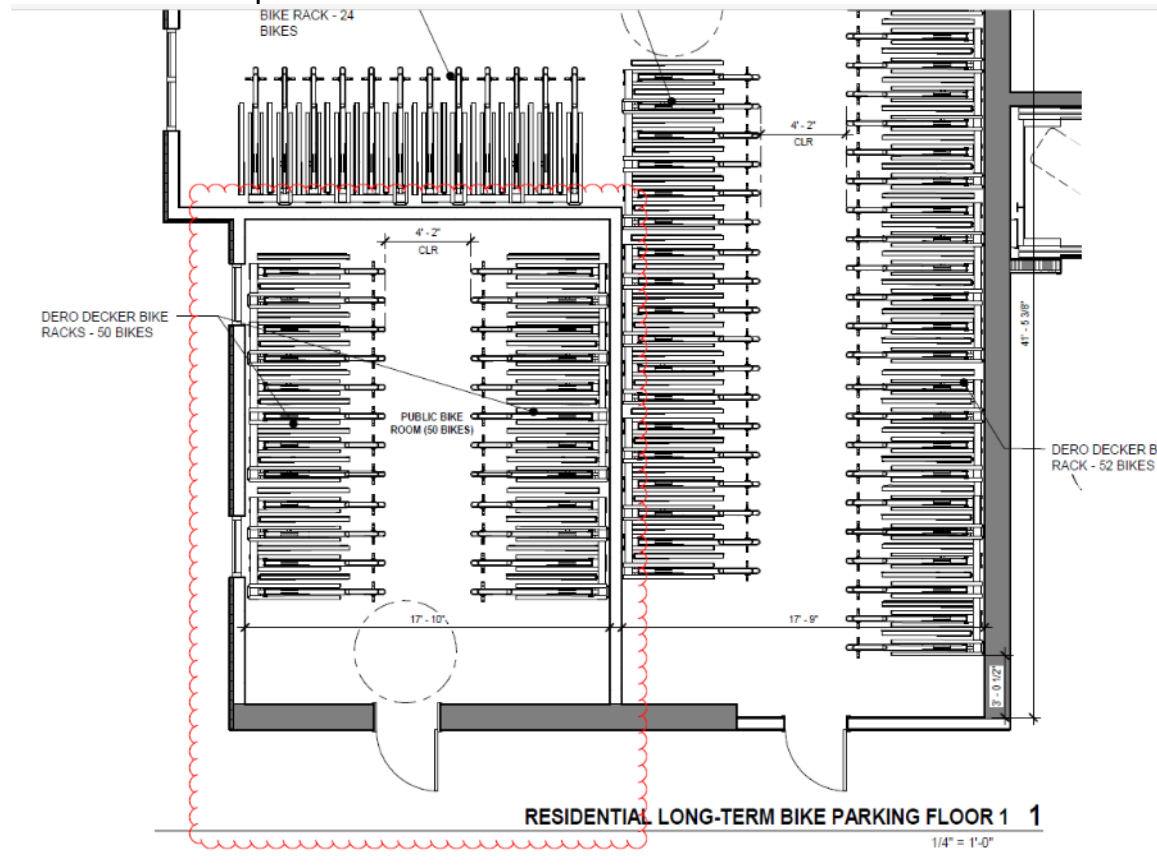 BIKE RACK - 24
BIKES
4' - 2"
CLR
4' - 2"
CLR
DERO DECKER BIKE
RACKS - 50 BIKES
41' - 5 3/8"
PUBLIC BIKE
ROOM (50 BIKES)
DERO DECKER B
RACK - 52 BIKES
17' - 10"
17' - 9"
3' - 0 1/2"
RESIDENTIAL LONG-TERM BIKE PARKING FLOOR 1 1
1/4" = 1'-0"